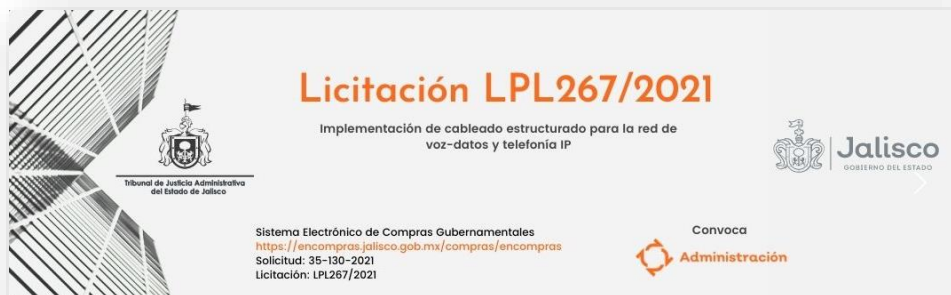 Licitación LPL267/2021
Implementación de cableado estructurado para la red de
voz-datos y telefonía IP
Tribunal de Justicia Administrativa
del Estado de Jalisco
Jalisco
GOBIERNO DEL ESTADO
Sistema Electrónico de Compras Gubernamentales
https://encompras.jalisco.gob.mx/compras/encompras
Solicitud: 35-130-2021
Licitación: LPL267/2021
Convoca
Administración